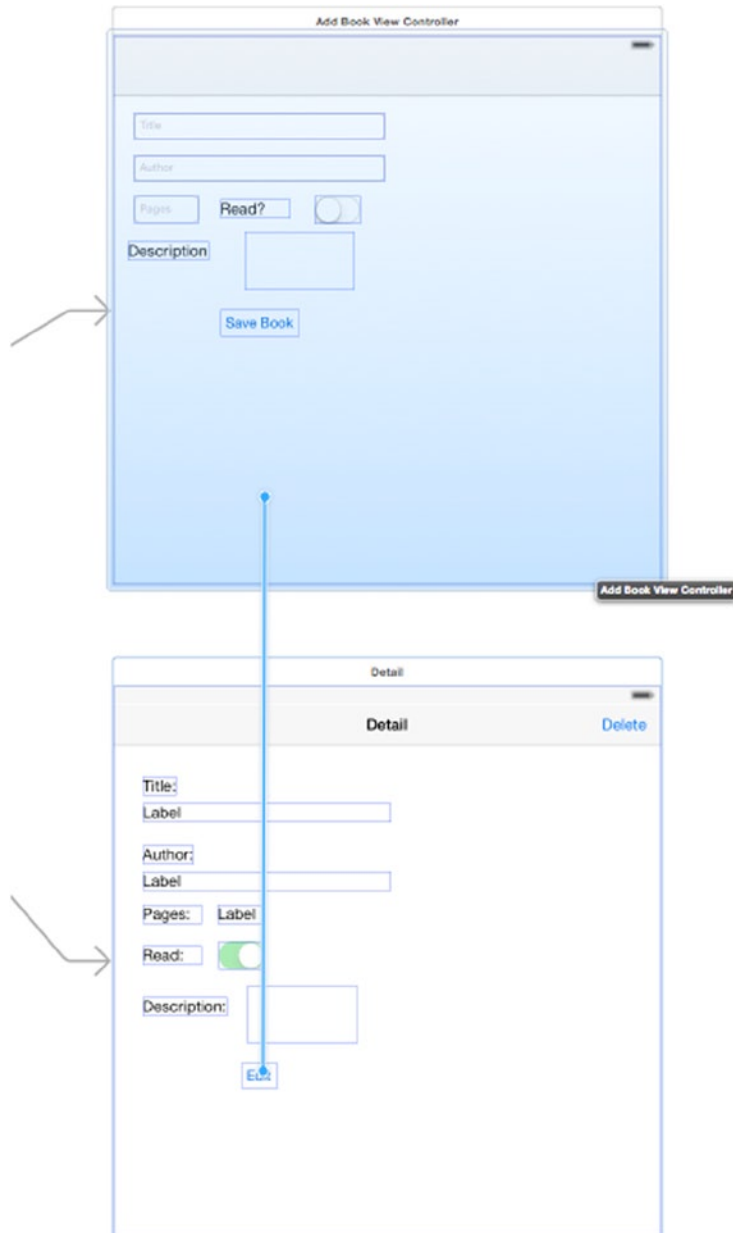 Add Book View Controller
Title
Author
Pages Read?
Description
Save Book
Add Book View Controller
Detail
Detail Delete
Title:
Label
Author:
Label
Pages: Label
Read:
Description:
Edit